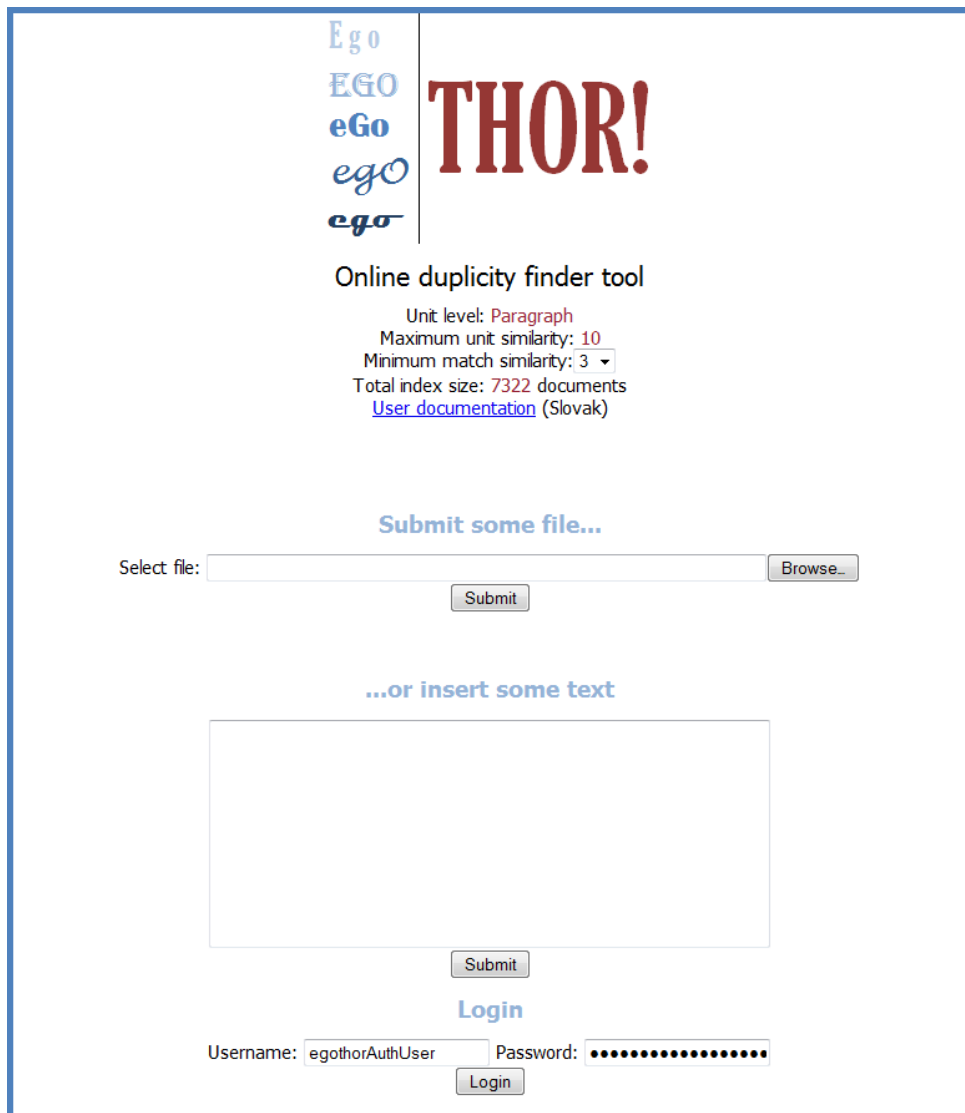 Ego
EGO
eGo
egO
ego
THOR!
Online duplicity finder tool
Unit level: Paragraph
Maximum unit similarity: 10
Minimum match similarity: 3
Total index size: 7322 documents
User documentation (Slovak)
Submit some file...
Select file: Browse...
Submit
...or insert some text
Submit
Login
Username: egothorAuthUser Password: ••••••••••••••••••
Login